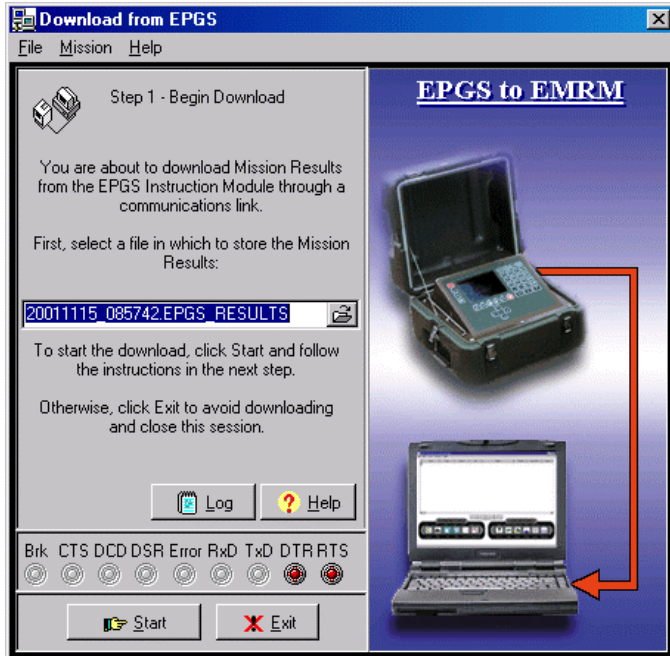 Download from EPGS
File Mission Help
Step 1 - Begin Download
You are about to download Mission Results
from the EPGS Instruction Module through a
communications link.
First, select a file in which to store the Mission
Results:
20011115_085742.EPGS_RESULTS
To start the download, click Start and follow
the instructions in the next step.
Otherwise, click Exit to avoid downloading
and close this session.
Log Help
Brk CTS DCD DSR Error RxD TxD DTR RTS
Start Exit
EPGS to EMRM